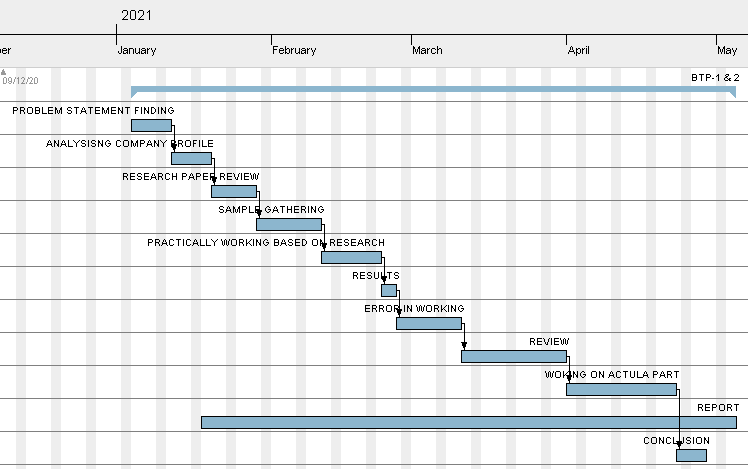 2021
January February March April May
09/12/20
BTP-1 & 2
PROBLEM STATEMENT FINDING
ANALYSISNG COMPANY PROFILE
RESEARCH PAPER REVIEW
SAMPLE GATHERING
PRACTICALLY WORKING BASED ON RESEARCH
RESULTS
ERROR IN WORKING
REVIEW
WOKING ON ACTULA PART
REPORT
CONCLUSION